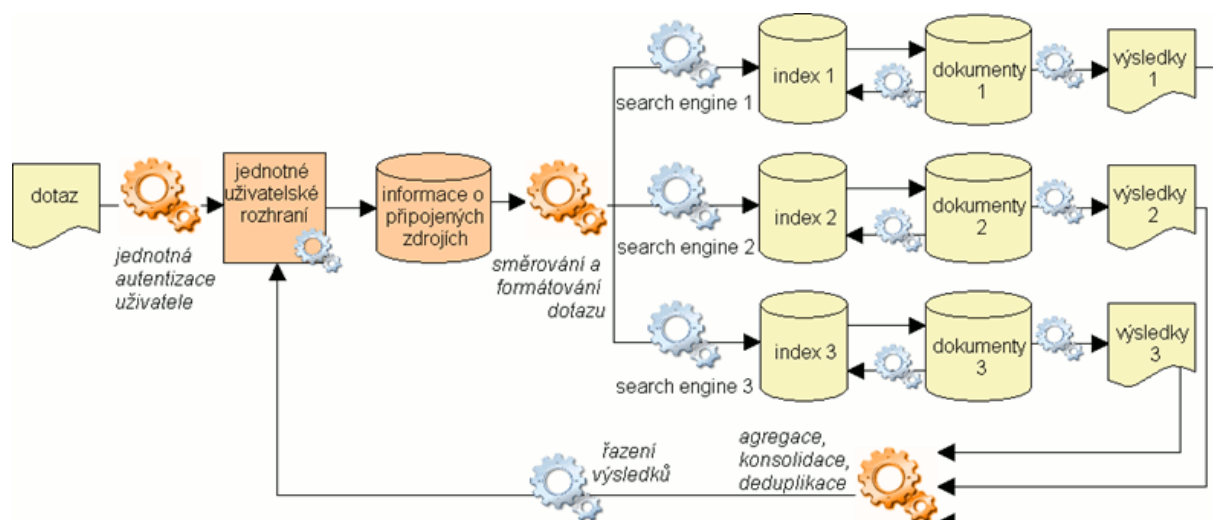 dotaz
jednotná
autentizace
uživatele
jednotné
uživatelské
rozhraní
informace o
připojených
zdrojích
směrování a
formátování
dotazu
search engine 1
index 1
dokumenty
1
výsledky
1
search engine 2
index 2
dokumenty
2
výsledky
2
search engine 3
index 3
dokumenty
3
výsledky
3
agregace,
konsolidace,
deduplikace
řazení
výsledků